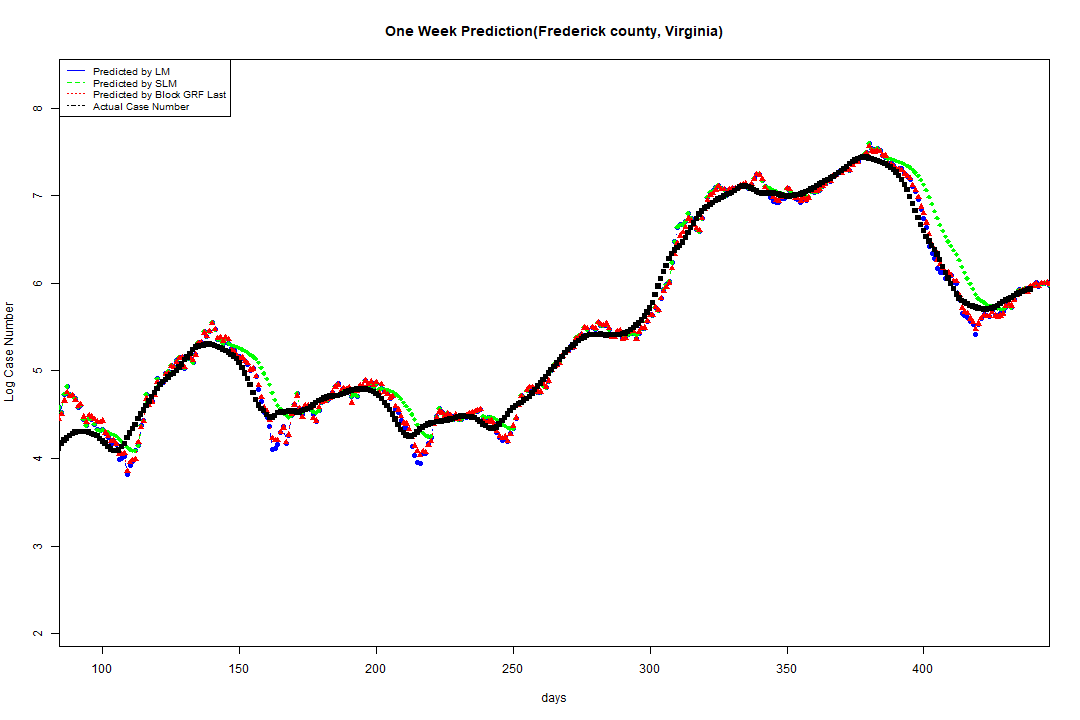 One Week Prediction(Frederick county, Virginia)
Predicted by LM
Predicted by SLM
Predicted by Block GRF Last
Actual Case Number
Log Case Number
8
7
6
5
4
3
2
100 150 200 250 300 350 400
days